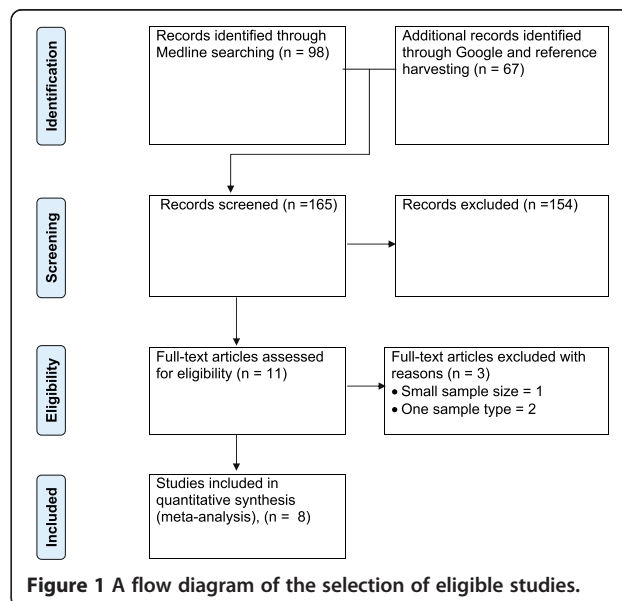 Identification
Records identified through
Medline searching (n = 98)
Additional records identified
through Google and reference
harvesting (n = 67)
Screening
Records screened (n =165)
Records excluded (n =154)
Eligibility
Full-text articles assessed
for eligibility (n = 11)
Full-text articles excluded with
reasons (n = 3)
• Small sample size = 1
• One sample type = 2
Included
Studies included in
quantitative synthesis
(meta-analysis), (n = 8)
Figure 1 A flow diagram of the selection of eligible studies.